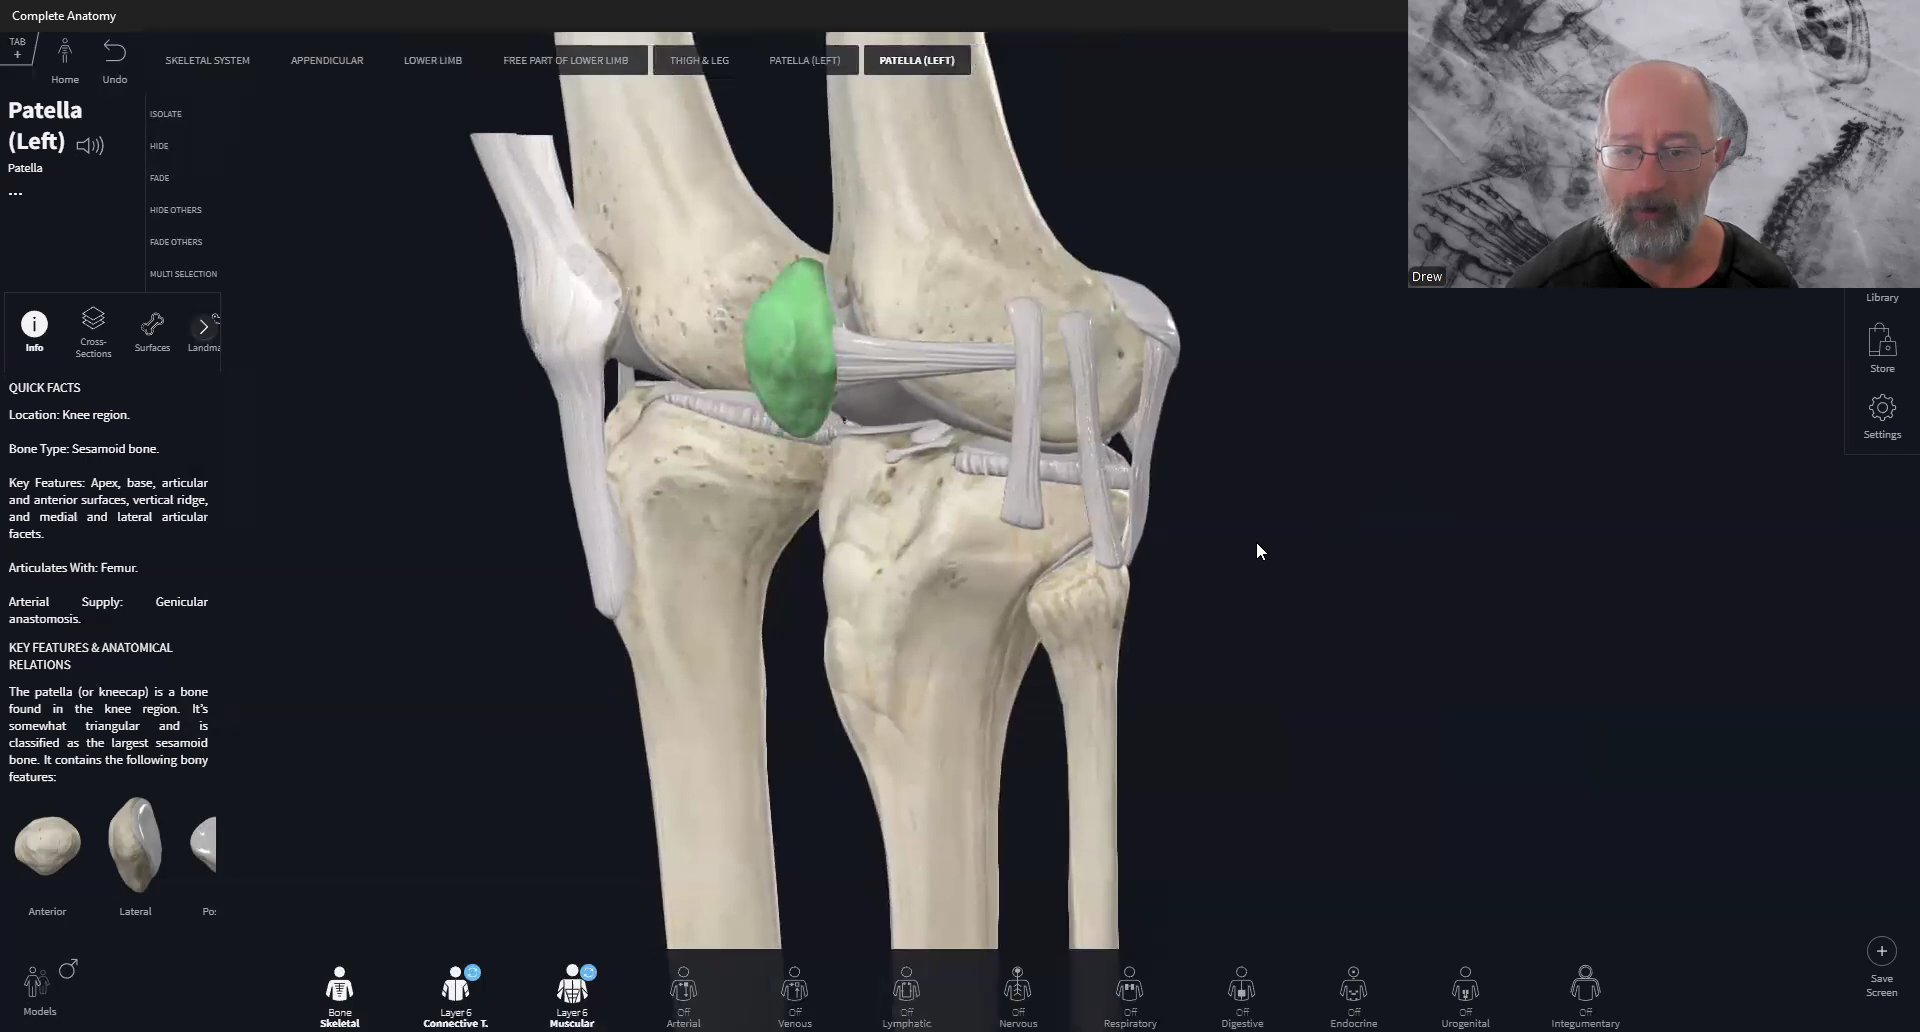 Complete Anatomy
TAB
+
Home
Undo
SKELETAL SYSTEM
APPENDICULAR
LOWER LIMB
FREE PART OF LOWER LIMB
THIGH & LEG
PATELLA (LEFT)
PATELLA (LEFT)
Patella
(Left)
Patella
...
ISOLATE
HIDE
FADE
HIDE OTHERS
FADE OTHERS
MULTI SELECTION
Info
Cross-
Sections
Surfaces
Landma
QUICK FACTS
Location: Knee region.
Bone Type: Sesamoid bone.
Key Features: Apex, base, articular
and anterior surfaces, vertical ridge,
and medial and lateral articular
facets.
Articulates With: Femur.
Arterial Supply: Genicular
anastomosis.
KEY FEATURES & ANATOMICAL
RELATIONS
The patella (or kneecap) is a bone
found in the knee region. It's
somewhat triangular and is
classified as the largest sesamoid
bone. It contains the following bony
features:
Anterior
Lateral
Pos
Models
Bone
Skeletal
Layer 6
Connective T.
Layer 6
Muscular
Off
Arterial
Off
Venous
Off
Lymphatic
Off
Nervous
Off
Respiratory
Off
Digestive
Off
Endocrine
Off
Urogenital
Off
Integumentary
Drew
Library
Store
Settings
+
Save
Screen